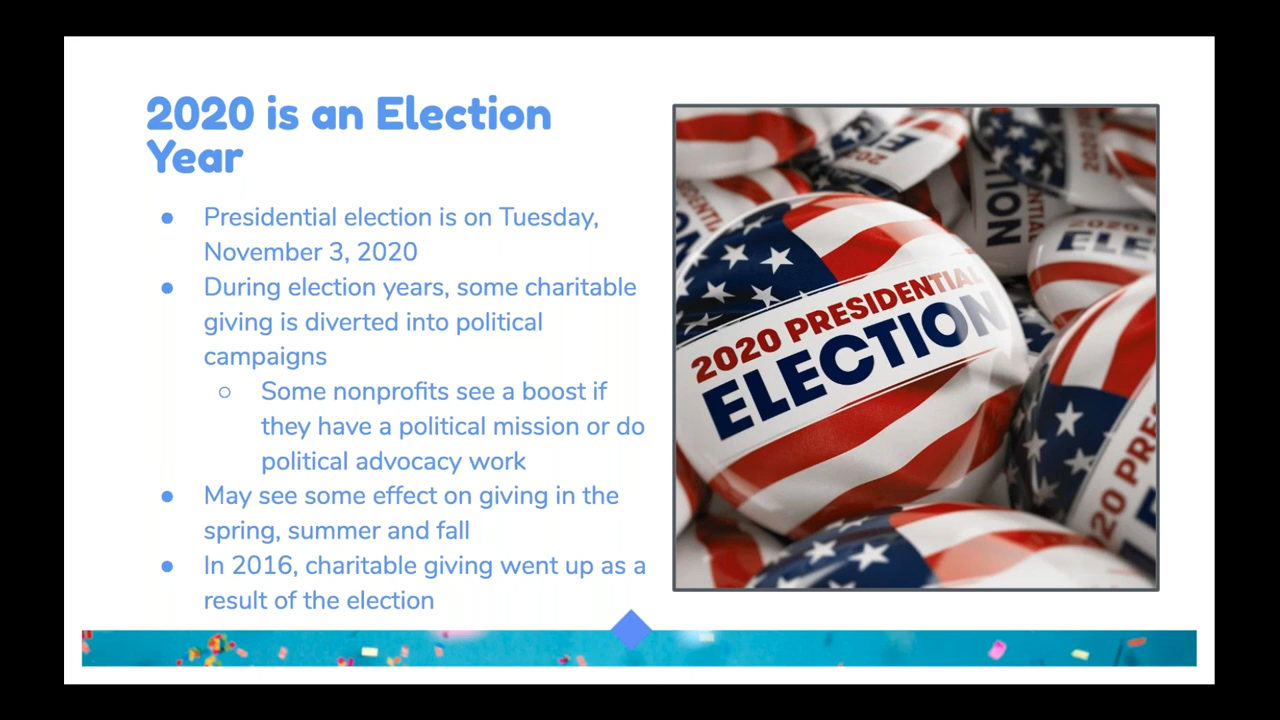 2020 is an Election
Year
● Presidential election is on Tuesday,
November 3, 2020
● During election years, some charitable
giving is diverted into political
campaigns
○ Some nonprofits see a boost if
they have a political mission or do
political advocacy work
● May see some effect on giving in the
spring, summer and fall
● In 2016, charitable giving went up as a
result of the election
2020 PRESIDENTIAL
ELECTION